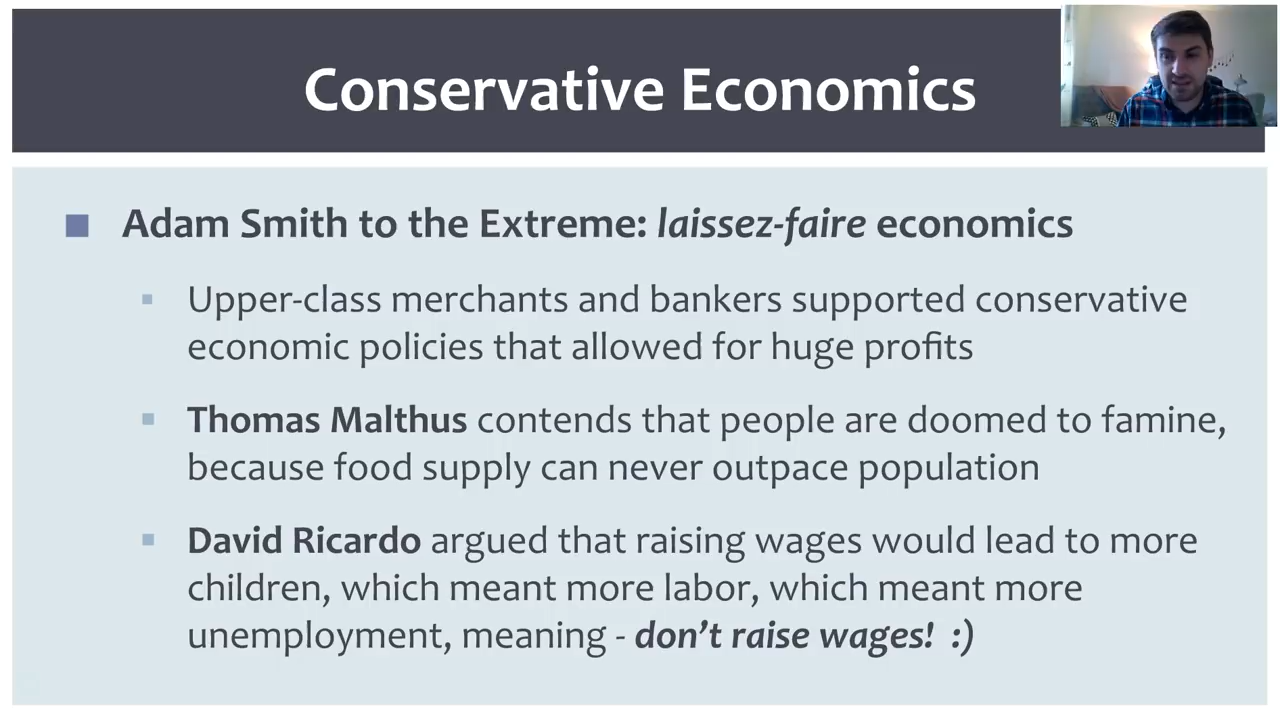 Conservative Economics
Adam Smith to the Extreme: laissez-faire economics
Upper-class merchants and bankers supported conservative
economic policies that allowed for huge profits
Thomas Malthus contends that people are doomed to famine,
because food supply can never outpace population
David Ricardo argued that raising wages would lead to more
children, which meant more labor, which meant more
unemployment, meaning - don't raise wages!  :)